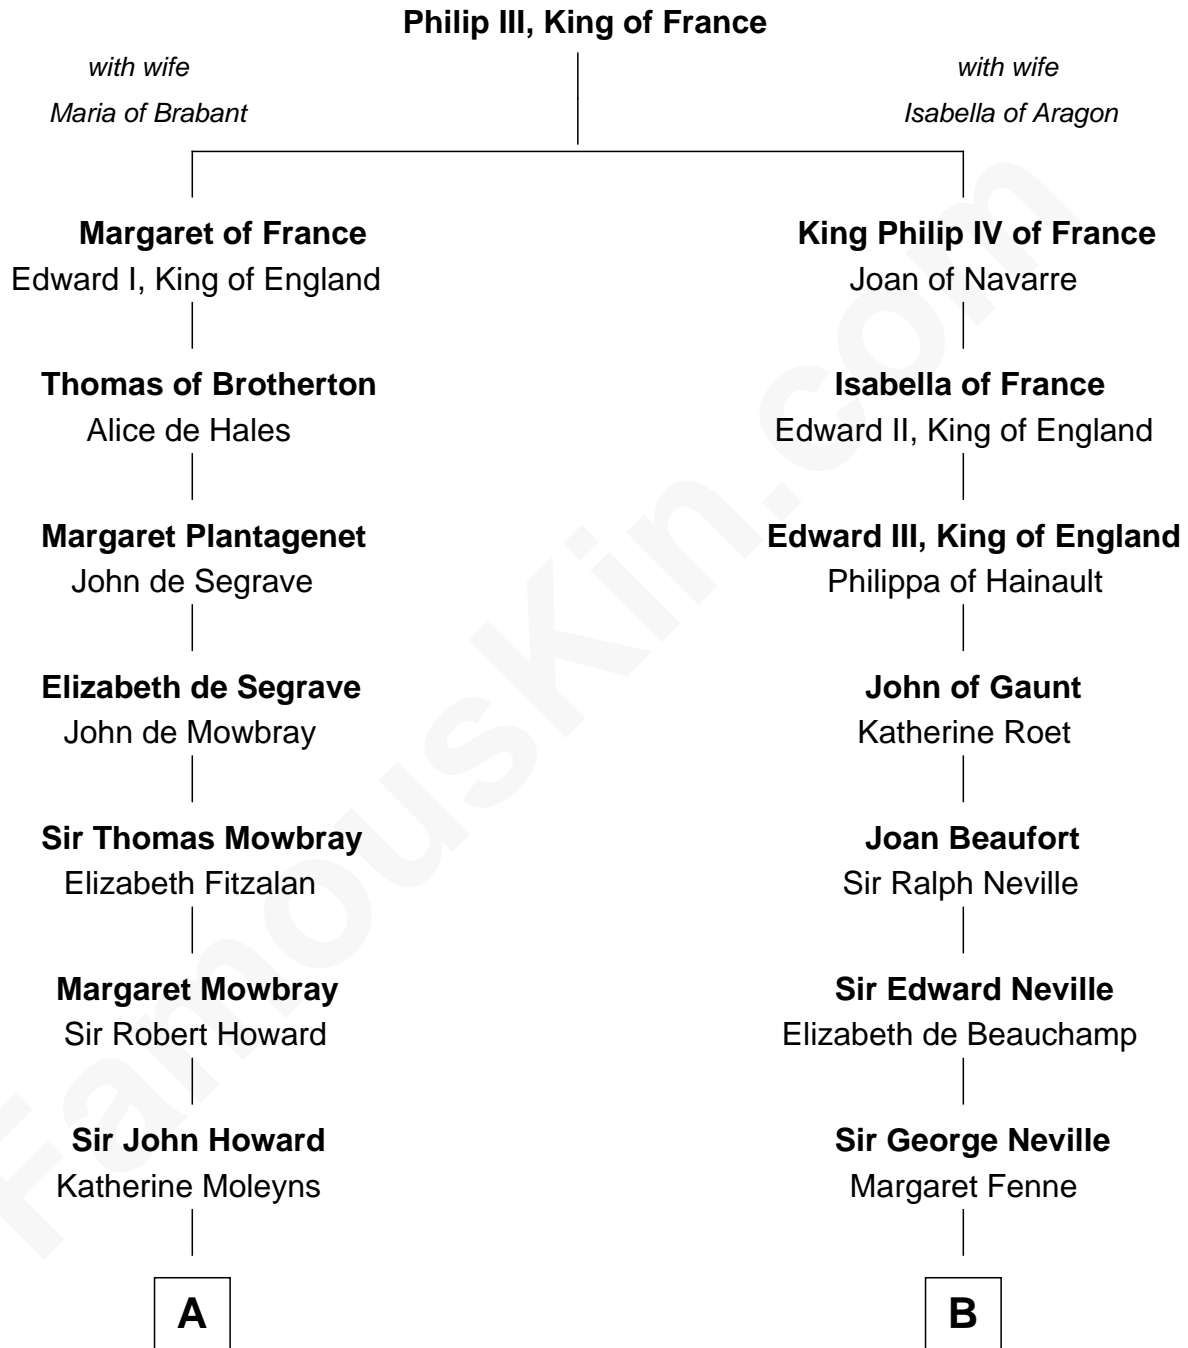 Philip III, King of France
with wife
Maria of Brabant
with wife
Isabella of Aragon
Margaret of France
Edward I, King of England
Thomas of Brotherton
Alice de Hales
Margaret Plantagenet
John de Segrave
Elizabeth de Segrave
John de Mowbray
Sir Thomas Mowbray
Elizabeth Fitzalan
Margaret Mowbray
Sir Robert Howard
Sir John Howard
Katherine Moleyns
A
King Philip IV of France
Joan of Navarre
Isabella of France
Edward II, King of England
Edward III, King of England
Philippa of Hainault
John of Gaunt
Katherine Roet
Joan Beaufort
Sir Ralph Neville
Sir Edward Neville
Elizabeth de Beauchamp
Sir George Neville
Margaret Fenne
B
FamousKin.com